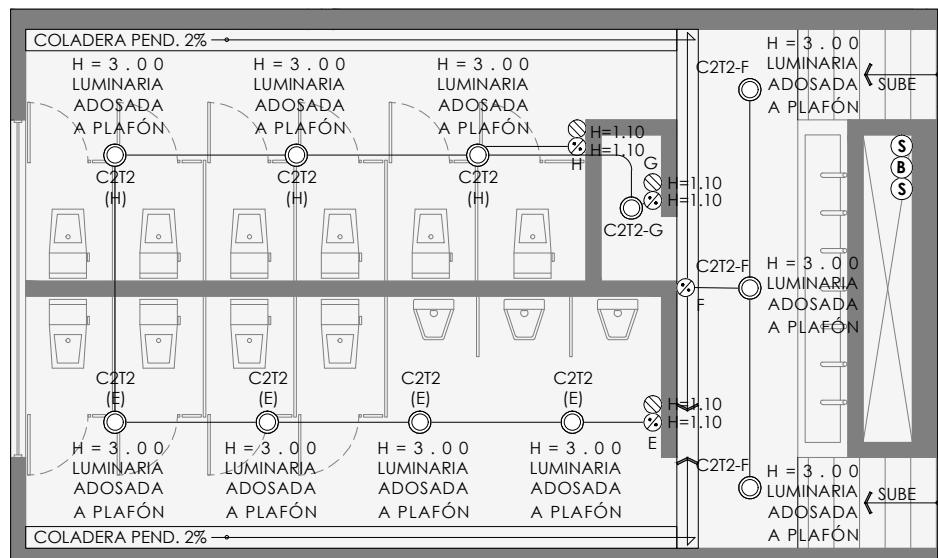 COLADERA PEND. 2%
H = 3.00
LUMINARIA
ADOSADA
A PLAFÓN
H = 3.00
LUMINARIA
ADOSADA
A PLAFÓN
H = 3.00
LUMINARIA
ADOSADA
A PLAFÓN
C2T2-F
H = 3.00
LUMINARIA
ADOSADA
A PLAFÓN
SUBE
H=1.10
H=1.10
H
C2T2
(H)
C2T2
(H)
C2T2
(H)
G
H=1.10
H=1.10
C2T2-G
S
B
S
C2T2-F
F
H = 3.00
LUMINARIA
ADOSADA
A PLAFÓN
C2T2
(E)
C2T2
(E)
C2T2
(E)
C2T2
(E)
H=1.10
H=1.10
E
H = 3.00
LUMINARIA
ADOSADA
A PLAFÓN
H = 3.00
LUMINARIA
ADOSADA
A PLAFÓN
H = 3.00
LUMINARIA
ADOSADA
A PLAFÓN
H = 3.00
LUMINARIA
ADOSADA
A PLAFÓN
C2T2-F
H = 3.00
LUMINARIA
ADOSADA
A PLAFÓN
SUBE
COLADERA PEND. 2%